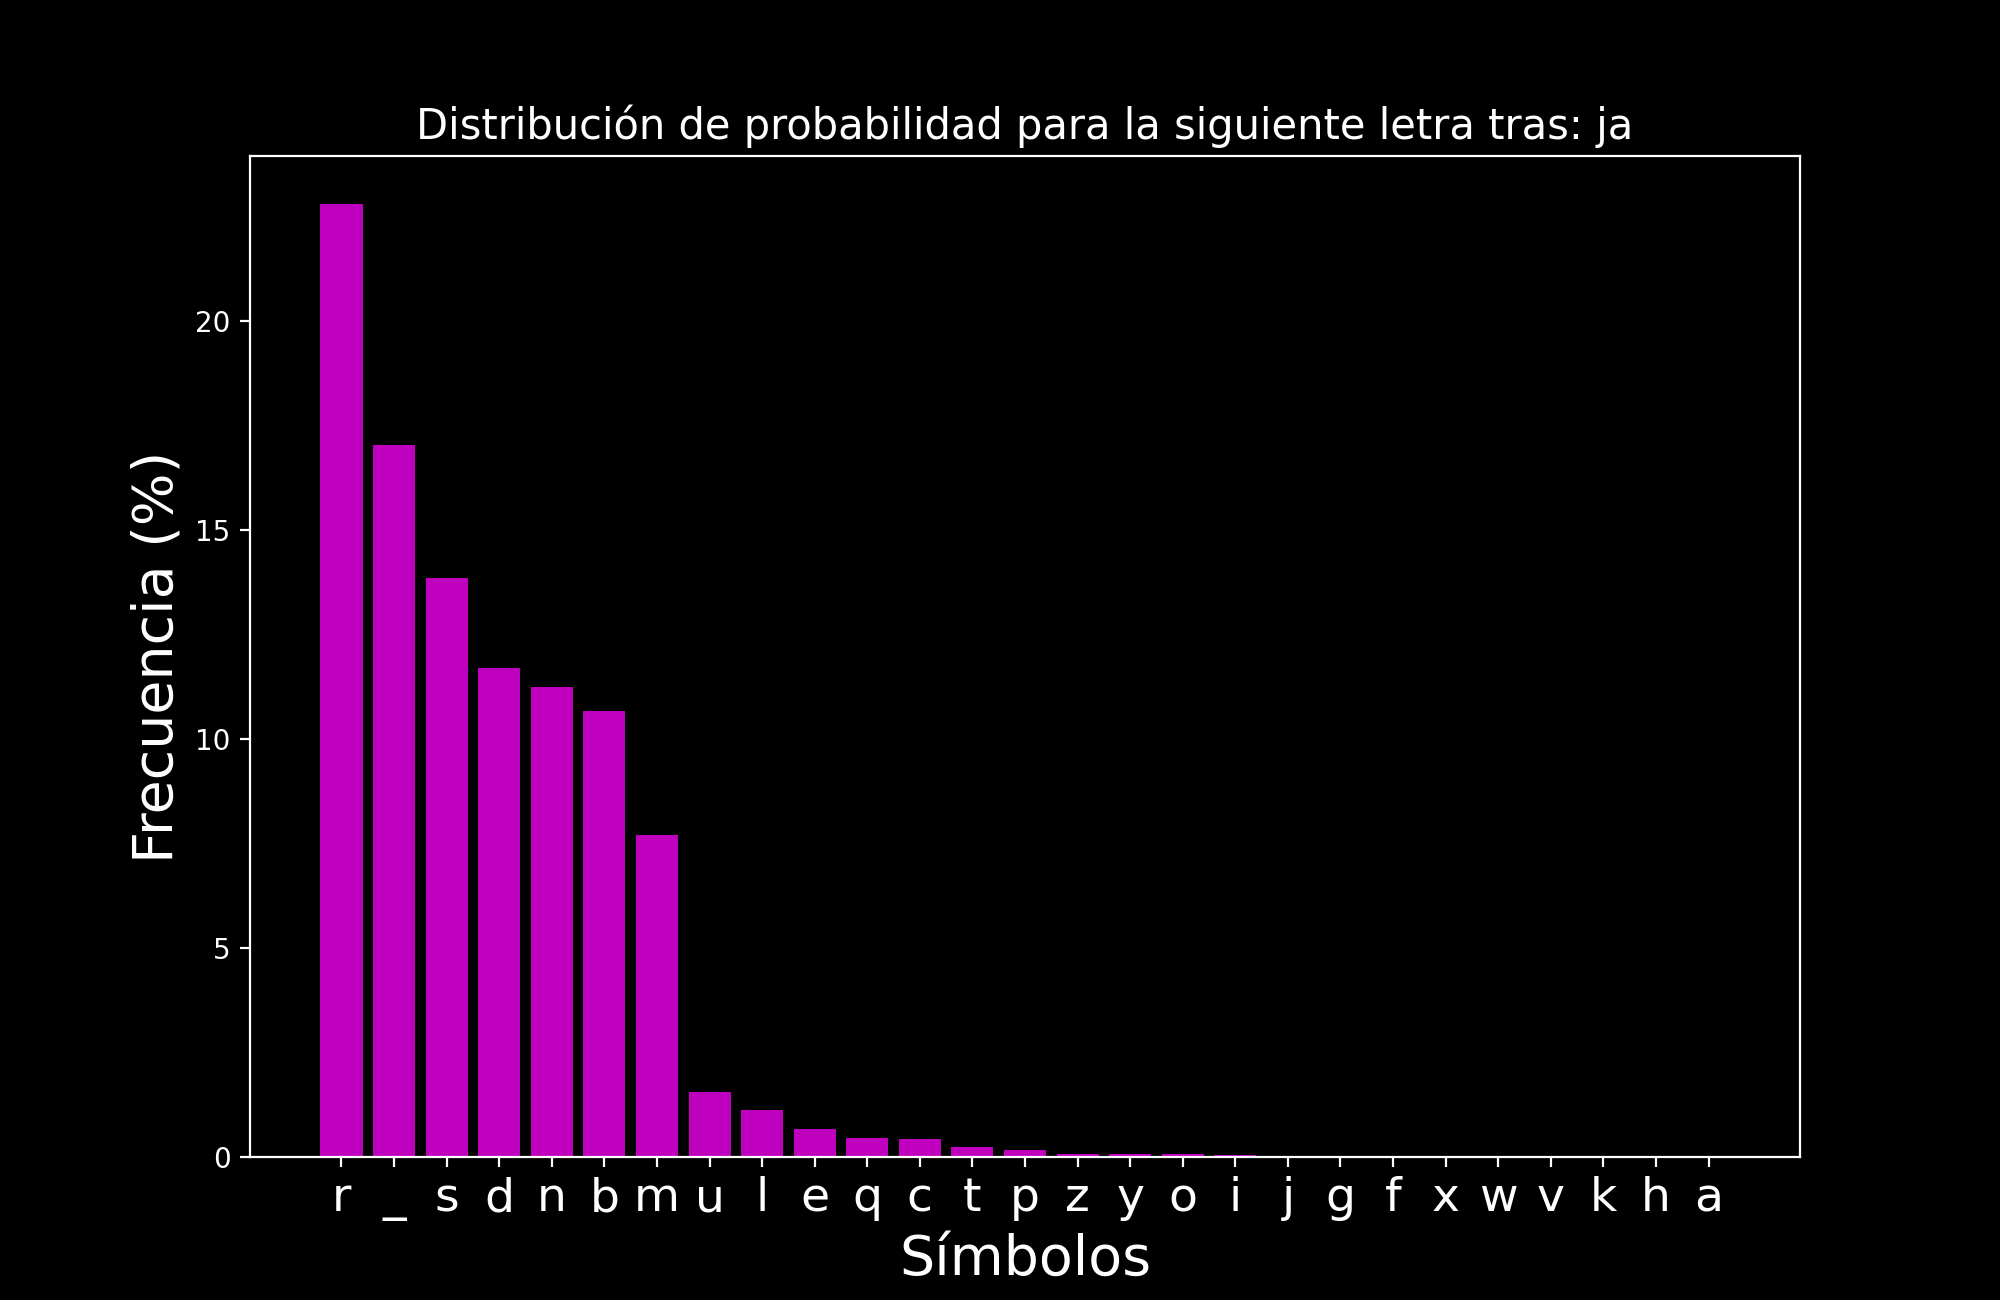 Distribución de probabilidad para la siguiente letra tras: ja
Frecuencia (%)
20
15
10
5
0
r _ s d n b m u l e q c t p z y o i j g f x w v k h a
Símbolos